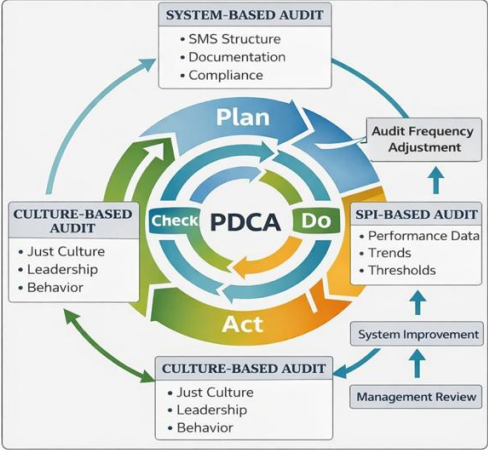 SYSTEM-BASED AUDIT
• SMS Structure
• Documentation
• Compliance
Plan
Audit Frequency
Adjustment
CULTURE-BASED
AUDIT
• Just Culture
• Leadership
• Behavior
Check
PDCA
Do
SPI-BASED AUDIT
• Performance Data
• Trends
• Thresholds
Act
System Improvement
CULTURE-BASED AUDIT
• Just Culture
• Leadership
• Behavior
Management Review